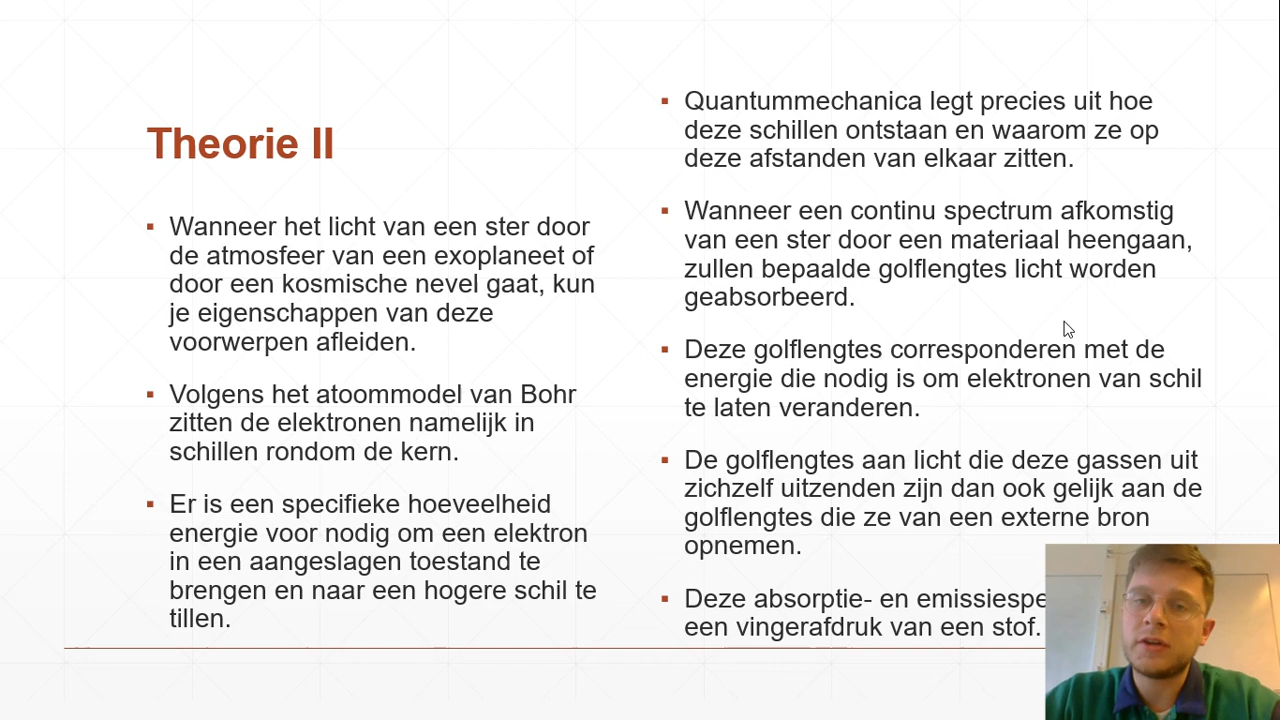 Theorie II
Wanneer het licht van een ster door
de atmosfeer van een exoplaneet of
door een kosmische nevel gaat, kun
je eigenschappen van deze
voorwerpen afleiden.
Volgens het atoommodel van Bohr
zitten de elektronen namelijk in
schillen rondom de kern.
Er is een specifieke hoeveelheid
energie voor nodig om een elektron
in een aangeslagen toestand te
brengen en naar een hogere schil te
tillen.
Quantummechanica legt precies uit hoe
deze schillen ontstaan en waarom ze op
deze afstanden van elkaar zitten.
Wanneer een continu spectrum afkomstig
van een ster door een materiaal heengaan,
zullen bepaalde golflengtes licht worden
geabsorbeerd.
Deze golflengtes corresponderen met de
energie die nodig is om elektronen van schil
te laten veranderen.
De golflengtes aan licht die deze gassen uit
zichzelf uitzenden zijn dan ook gelijk aan de
golflengtes die ze van een externe bron
opnemen.
Deze absorptie- en
een vingerafdruk van een stof.